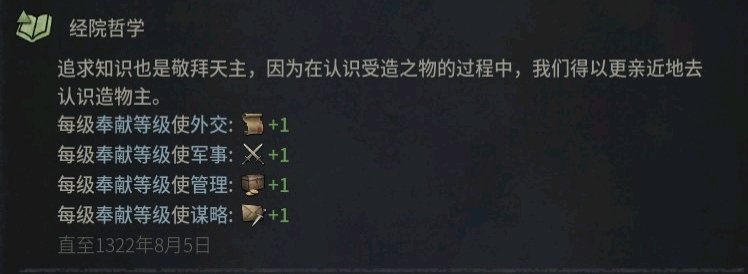 经院哲学
追求知识也是敬拜天主，因为在认识受造之物的过程中，我们得以更亲近地去
认识造物主。
每级奉献等级使外交: +1
每级奉献等级使军事: +1
每级奉献等级使管理: +1
每级奉献等级使谋略: +1
直至1322年8月5日